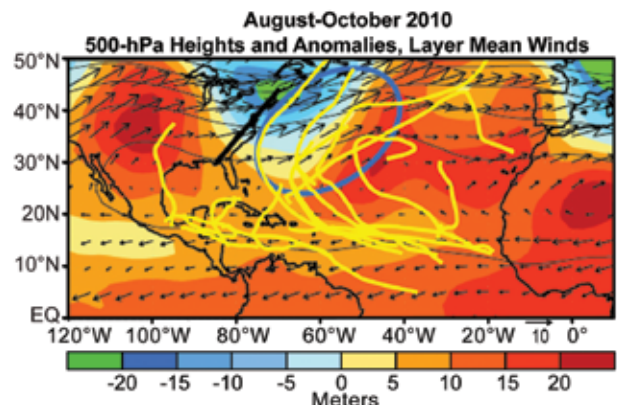 August-October 2010
500-hPa Heights and Anomalies, Layer Mean Winds
50°N
40°N
30°N
20°N
10°N
EQ
120°W 100°W 80°W 60°W 40°W 20°W 10 0°
-20 -15 -10 -5 0 5 10 15 20
Meters